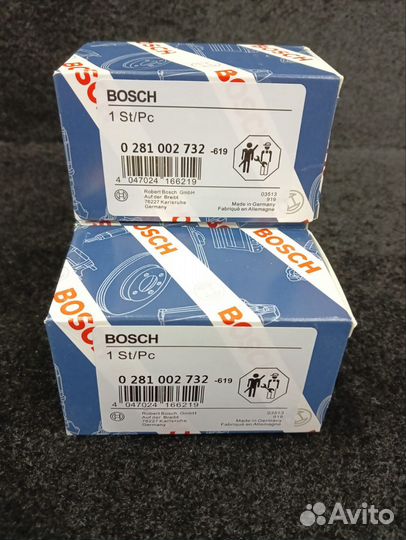 BOSCH
BOSCH
BOSCH
1 St/Pc
0 281 002 732 -619
4 047024 166219
Robert Bosch GmbH
Auf der Breit
76227 Karlsruhe
Germany
03513
919
Made in Germany
Fabriqué en Allemagne
BOSCH
BOSCH
BOSCH
1 St/Pc
0 281 002 732 -619
4 047024 166219
Robert Bosch GmbH
Auf der Breit
76227 Karlsruhe
Germany
03513
919
Made in Germany
Fabriqué en Allemagne
Avito